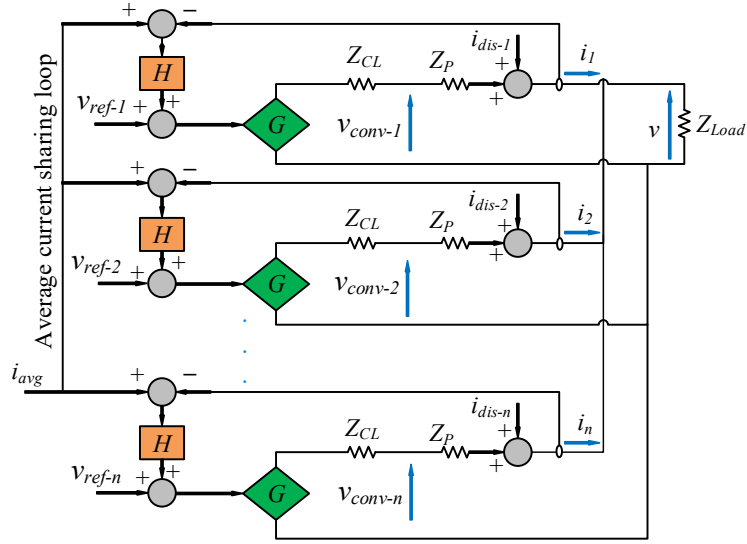 Average current sharing loop
i_avg
+ −
H
+ +
v_ref-1
G
Z_CL
Z_P
i_dis-1
+
+
i_1
v_conv-1
v
Z_Load
+ −
H
+ +
v_ref-2
G
Z_CL
Z_P
i_dis-2
+
+
i_2
v_conv-2
+ −
H
+ +
v_ref-n
G
Z_CL
Z_P
i_dis-n
+
+
i_n
v_conv-n